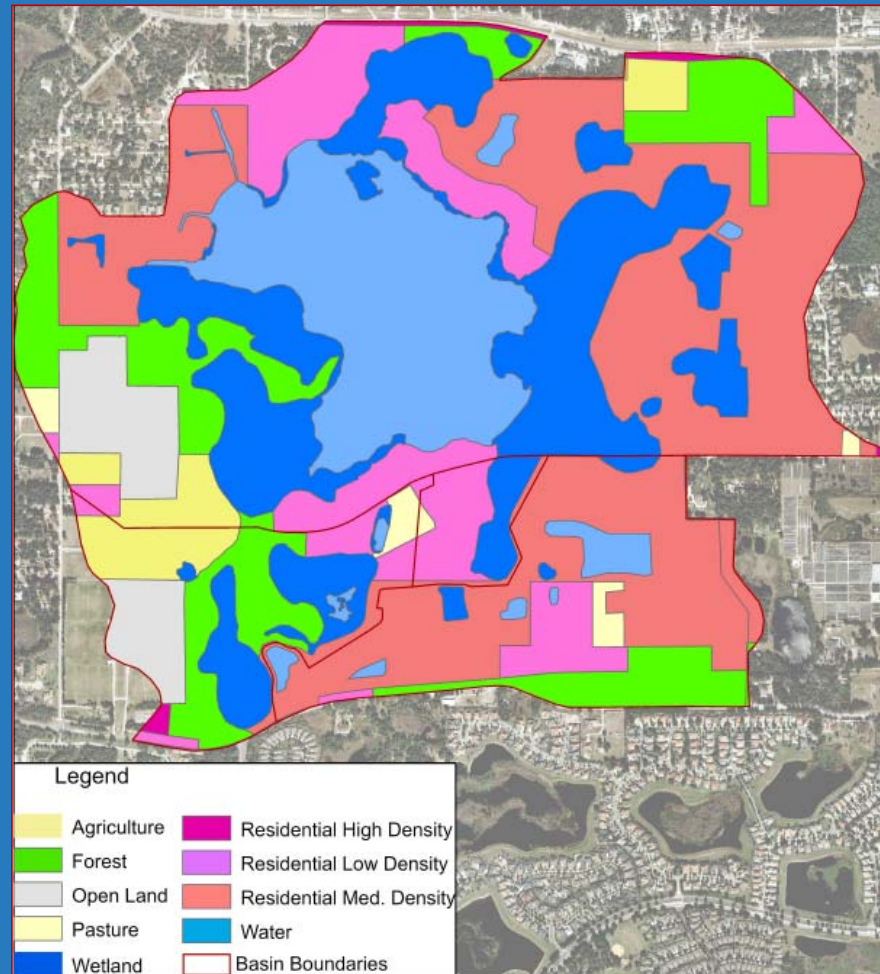 Legend
Agriculture
Forest
Open Land
Pasture
Wetland
Residential High Density
Residential Low Density
Residential Med. Density
Water
Basin Boundaries